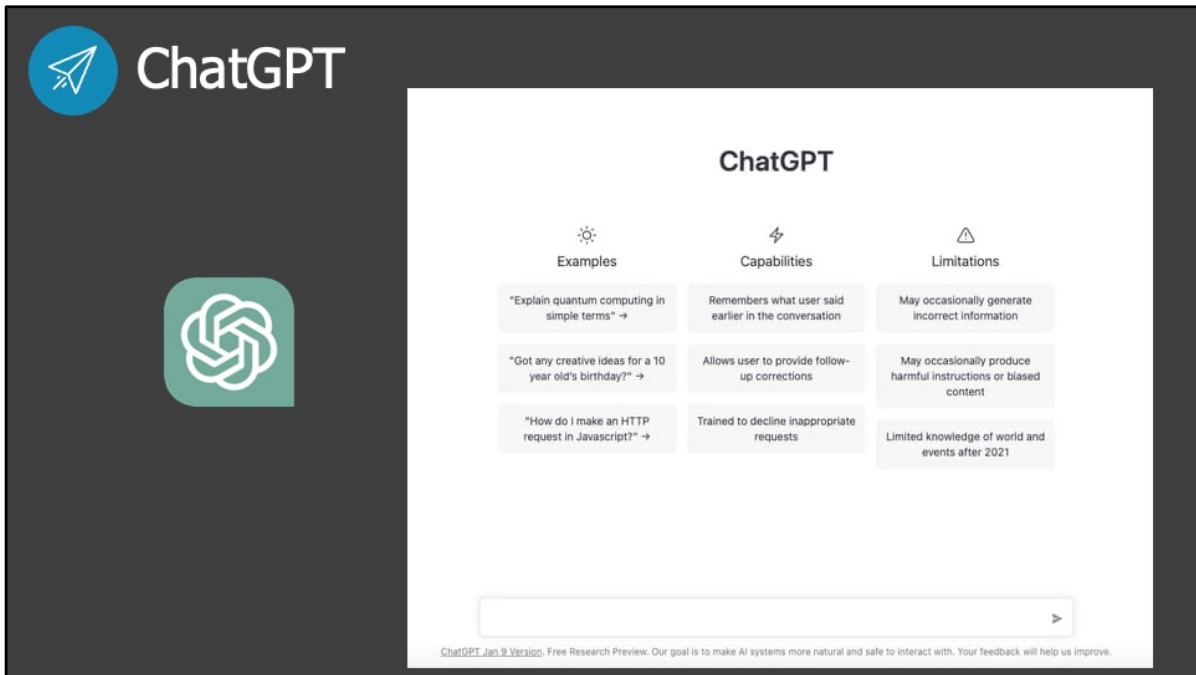 ChatGPT
ChatGPT
Examples
"Explain quantum computing in
simple terms" →
"Got any creative ideas for a 10
year old's birthday?" →
"How do I make an HTTP
request in Javascript?" →
Capabilities
Remembers what user said
earlier in the conversation
Allows user to provide follow-
up corrections
Trained to decline inappropriate
requests
Limitations
May occasionally generate
incorrect information
May occasionally produce
harmful instructions or biased
content
Limited knowledge of world and
events after 2021
ChatGPT Jan 9 Version. Free Research Preview. Our goal is to make AI systems more natural and safe to interact with. Your feedback will help us improve.